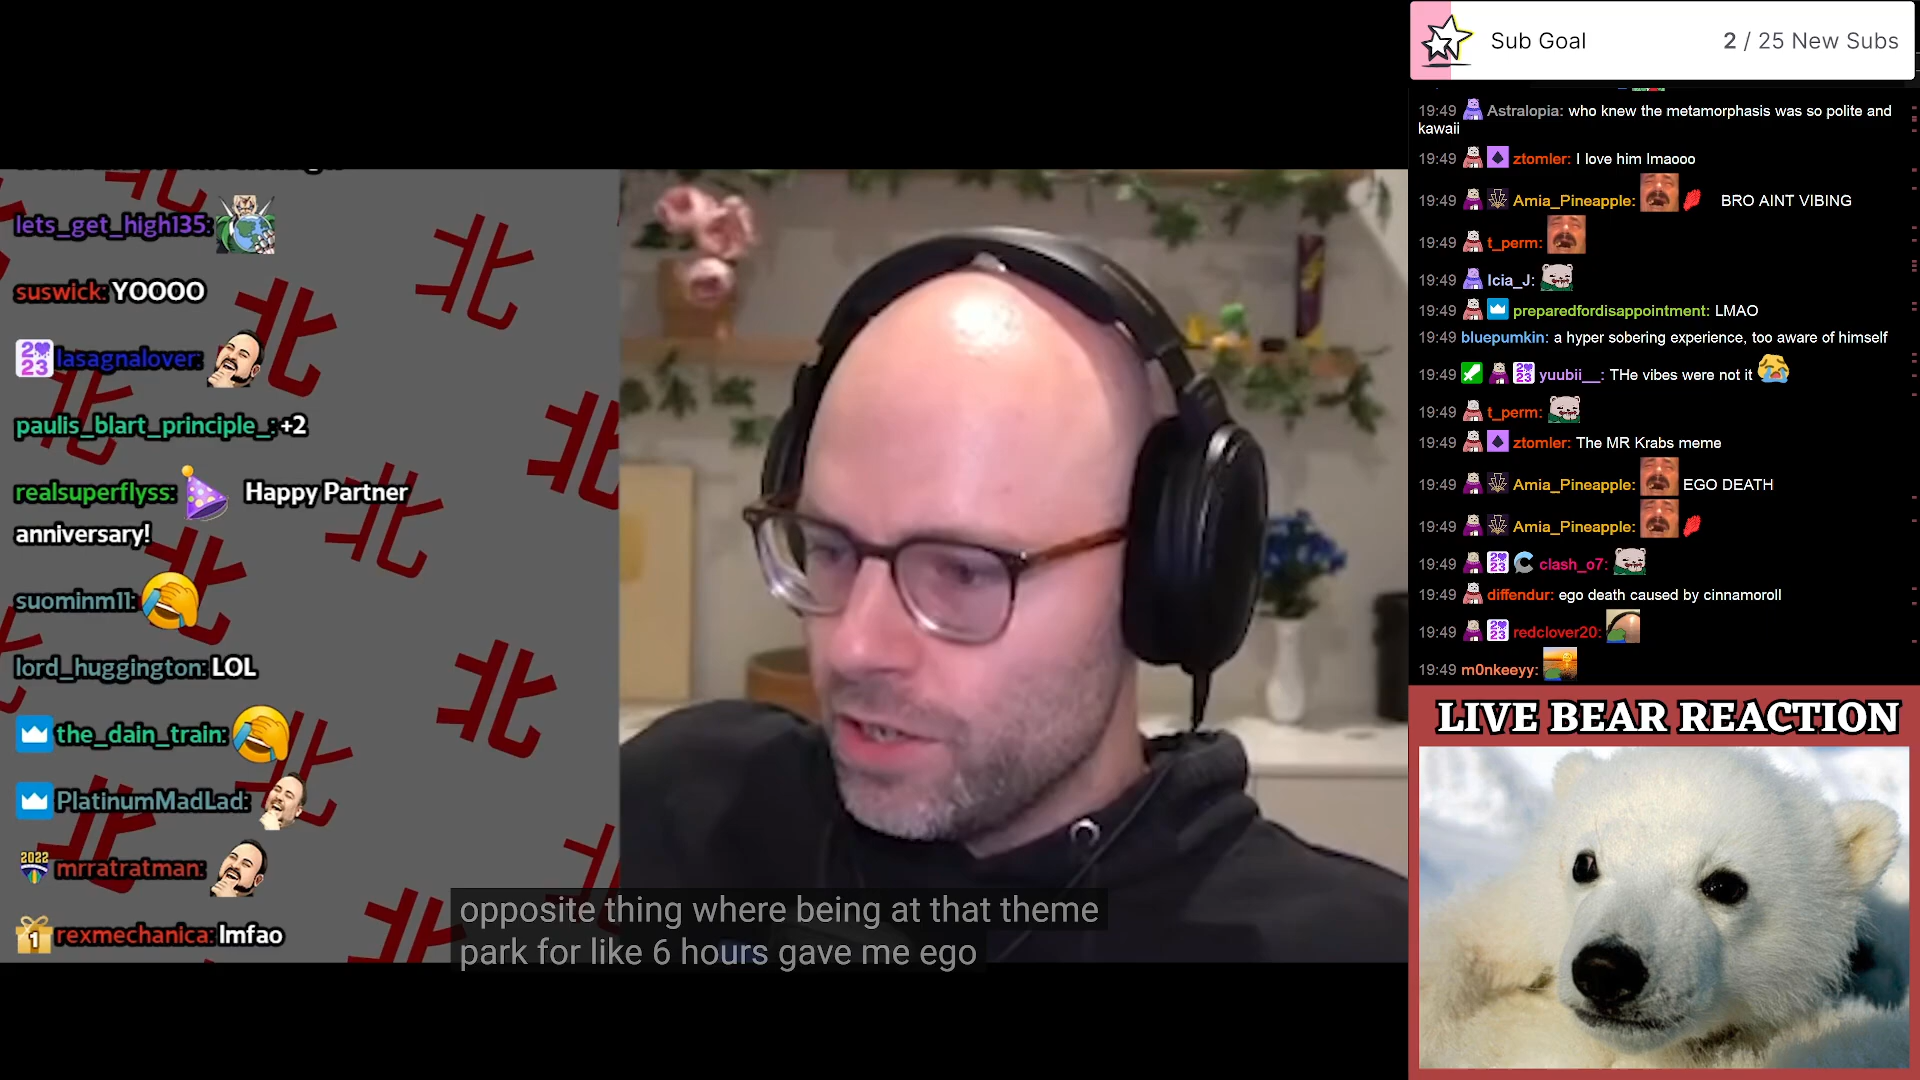 lets_get_high135:
suswick: YOOOO
lasagnalover:
paulis_blart_principle_: +2
realsuperflyss: Happy Partner
anniversary!
suominm11:
lord_huggington: LOL
the_dain_train:
PlatinumMadLad:
2022
mrratratman:
1
rexmechanica: lmfao
北
opposite thing where being at that theme
park for like 6 hours gave me ego
Sub Goal 2 / 25 New Subs
19:49 Astralopia: who knew the metamorphasis was so polite and
kawaii
19:49 ztomler: I love him lmaooo
19:49 Amia_Pineapple: BRO AINT VIBING
19:49 t_perm:
19:49 Icia_J:
19:49 preparedfordisappointment: LMAO
19:49 bluepumkin: a hyper sobering experience, too aware of himself
19:49 yuubii__: THe vibes were not it
19:49 t_perm:
19:49 ztomler: The MR Krabs meme
19:49 Amia_Pineapple: EGO DEATH
19:49 Amia_Pineapple:
19:49 clash_o7:
19:49 diffendur: ego death caused by cinnamoroll
19:49 redclover20:
19:49 m0nkeeyy:
LIVE BEAR REACTION